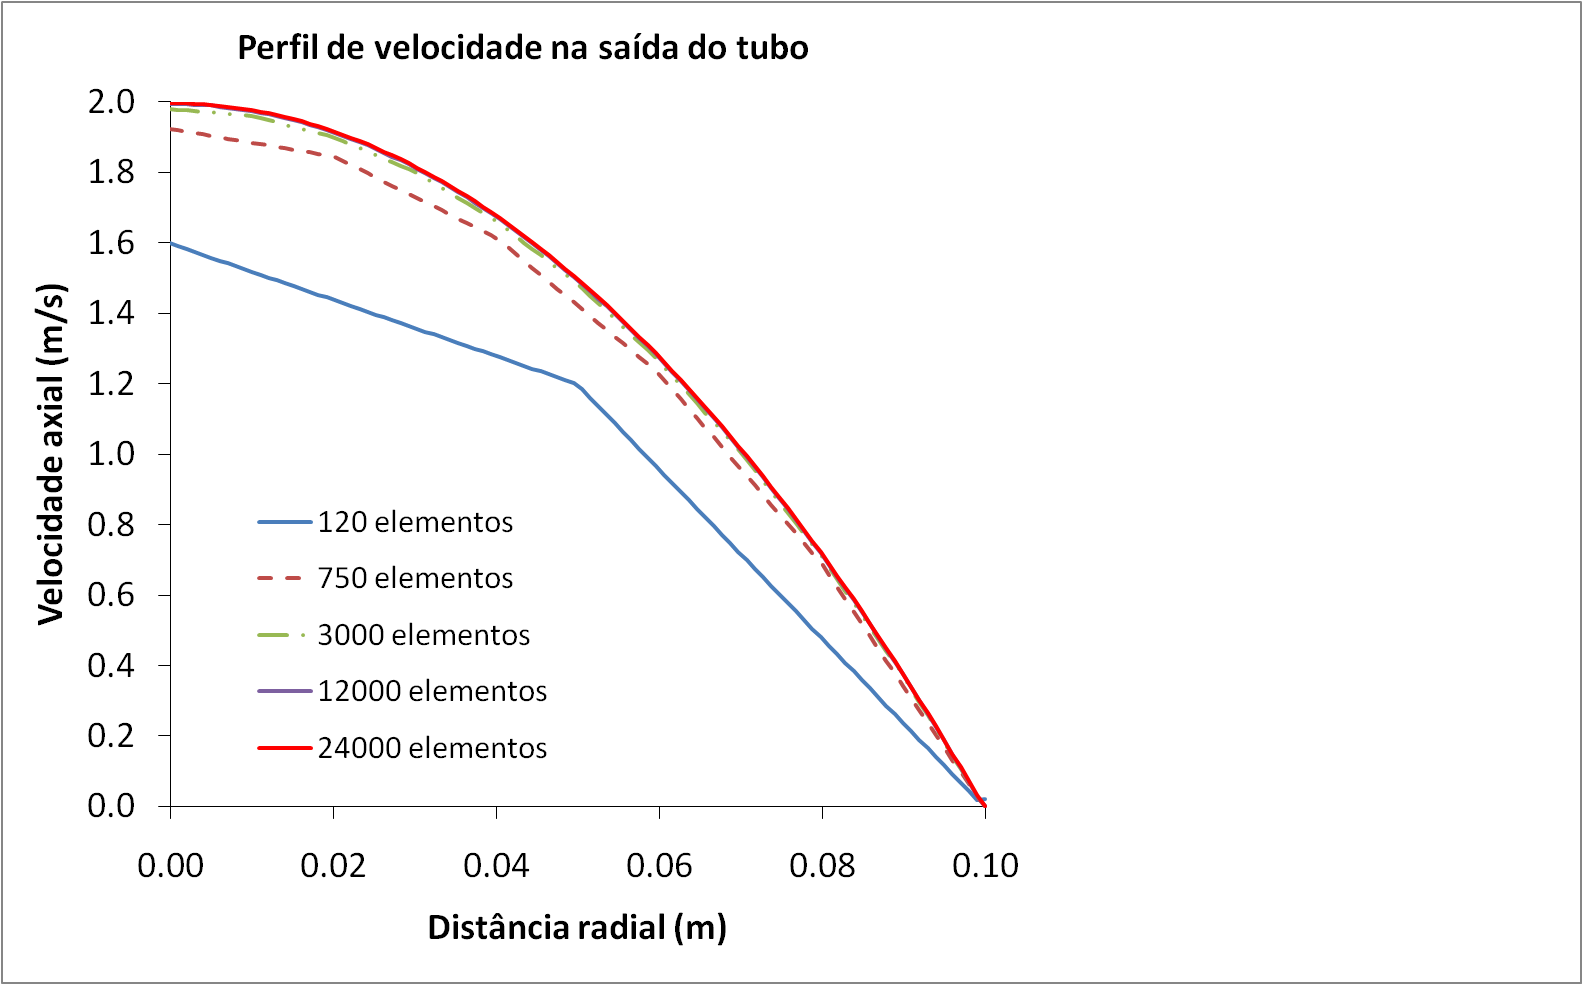 Perfil de velocidade na saída do tubo
2.0
1.8
1.6
1.4
1.2
1.0
0.8
0.6
0.4
0.2
0.0
Velocidade axial (m/s)
120 elementos
750 elementos
3000 elementos
12000 elementos
24000 elementos
0.00 0.02 0.04 0.06 0.08 0.10
Distância radial (m)